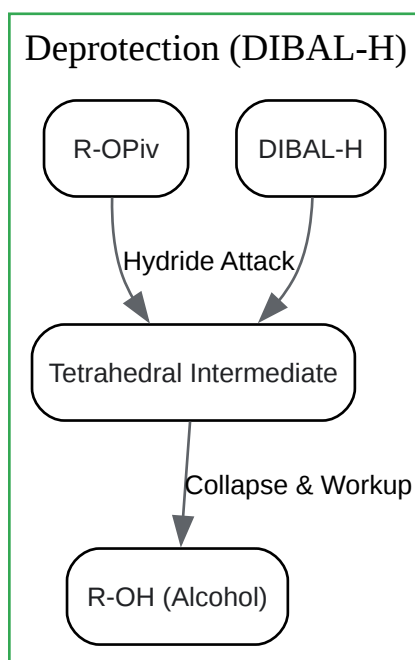 Deprotection (DIBAL-H)
R-OPiv
DIBAL-H
Hydride Attack
Tetrahedral Intermediate
Collapse & Workup
R-OH (Alcohol)